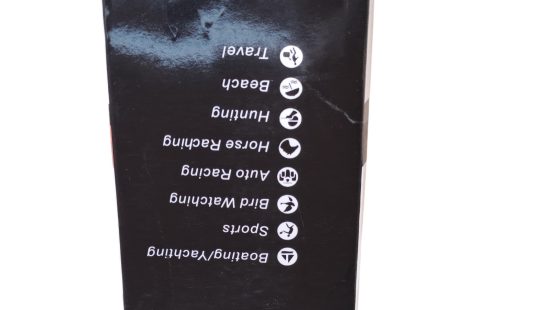 Boating/Yachting
Sports
Bird Watching
Auto Racing
Horse Raching
Hunting
Beach
Travel